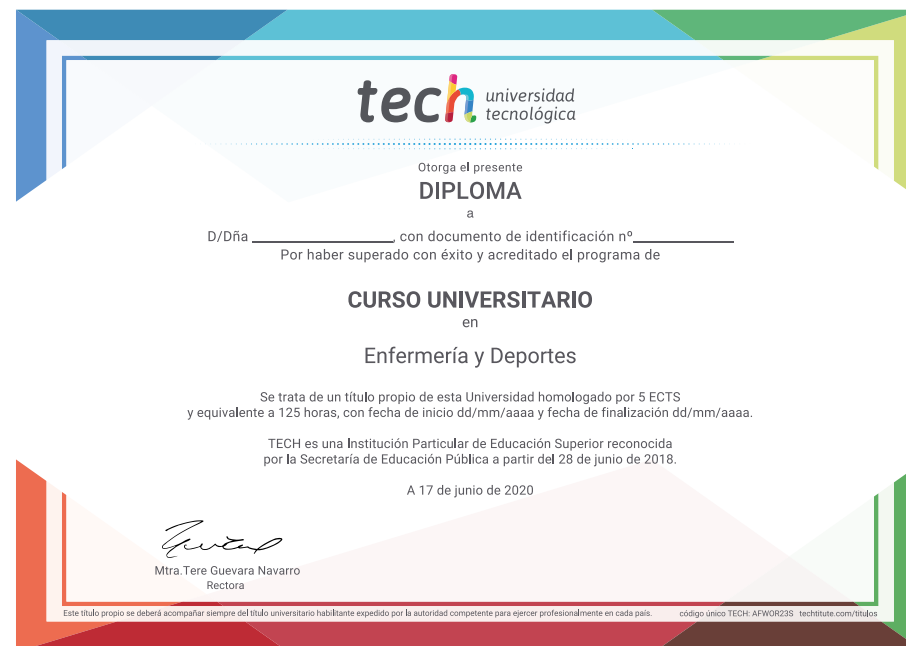 tech universidad
tecnológica
Otorga el presente
DIPLOMA
a
D/Dña ____________, con documento de identificación nº____________
Por haber superado con éxito y acreditado el programa de
CURSO UNIVERSITARIO
en
Enfermería y Deportes
Se trata de un título propio de esta Universidad homologado por 5 ECTS
y equivalente a 125 horas, con fecha de inicio dd/mm/aaaa y fecha de finalización dd/mm/aaaa.
TECH es una Institución Particular de Educación Superior reconocida
por la Secretaría de Educación Pública a partir del 28 de junio de 2018.
A 17 de junio de 2020
Mtra.Tere Guevara Navarro
Rectora
Este título propio se deberá acompañar siempre del título universitario habilitante expedido por la autoridad competente para ejercer profesionalmente en cada país. código único TECH: AFWOR23S techtitute.com/titulos